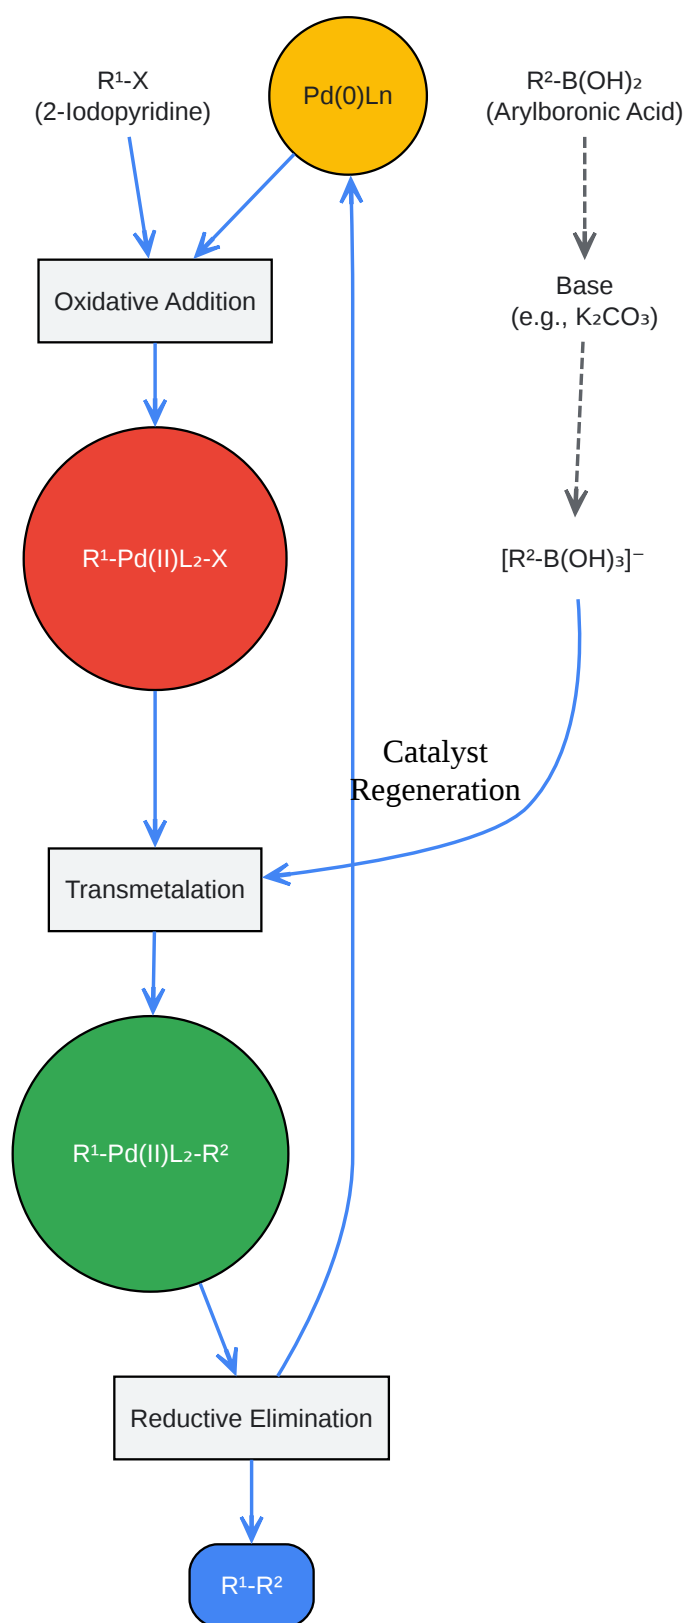 R¹-X
(2-Iodopyridine)
Pd(0)Ln
R²-B(OH)₂
(Arylboronic Acid)
Oxidative Addition
Base
(e.g., K₂CO₃)
R¹-Pd(II)L₂-X
[R²-B(OH)₃]⁻
Catalyst
Regeneration
Transmetalation
R¹-Pd(II)L₂-R²
Reductive Elimination
R¹-R²